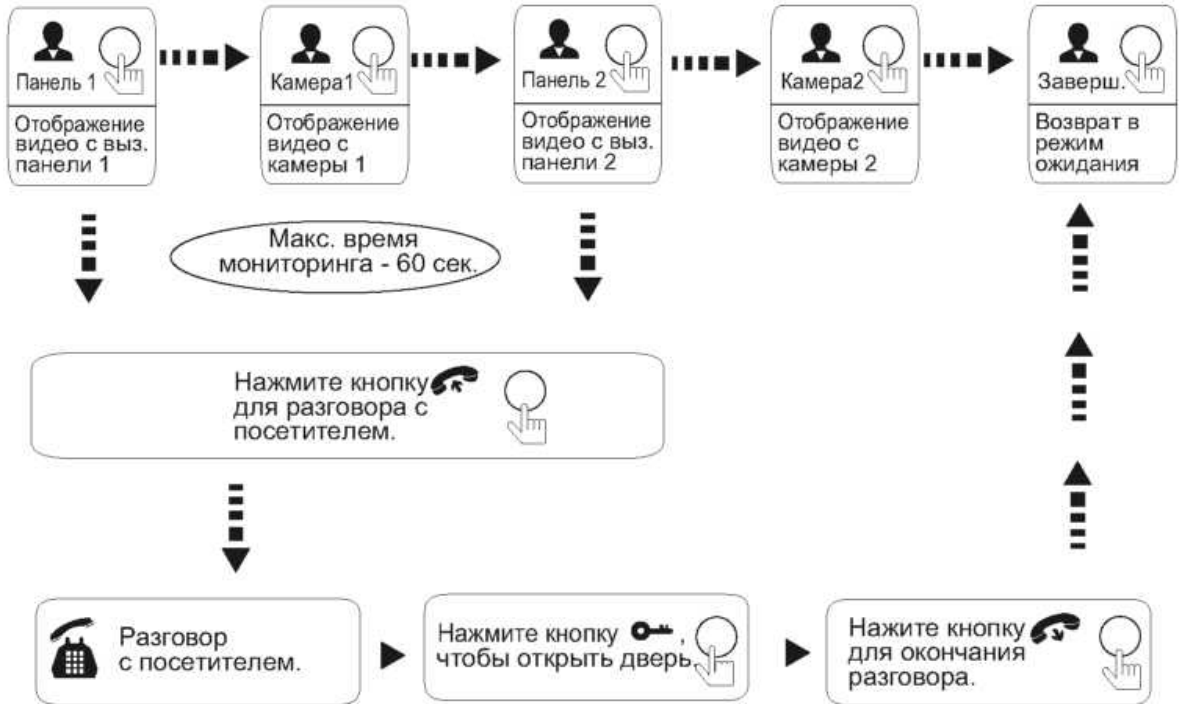 Панель 1
Отображение
видео с выз.
панели 1
Камера1
Отображение
видео с
камеры 1
Панель 2
Отображение
видео с выз.
панели 2
Камера2
Отображение
видео с
камеры 2
Заверш.
Возврат в
режим
ожидания
Макс. время
мониторинга - 60 сек.
Нажмите кнопку
для разговора с
посетителем.
Разговор
с посетителем.
Нажмите кнопку ,
чтобы открыть дверь.
Нажите кнопку
для окончания
разговора.